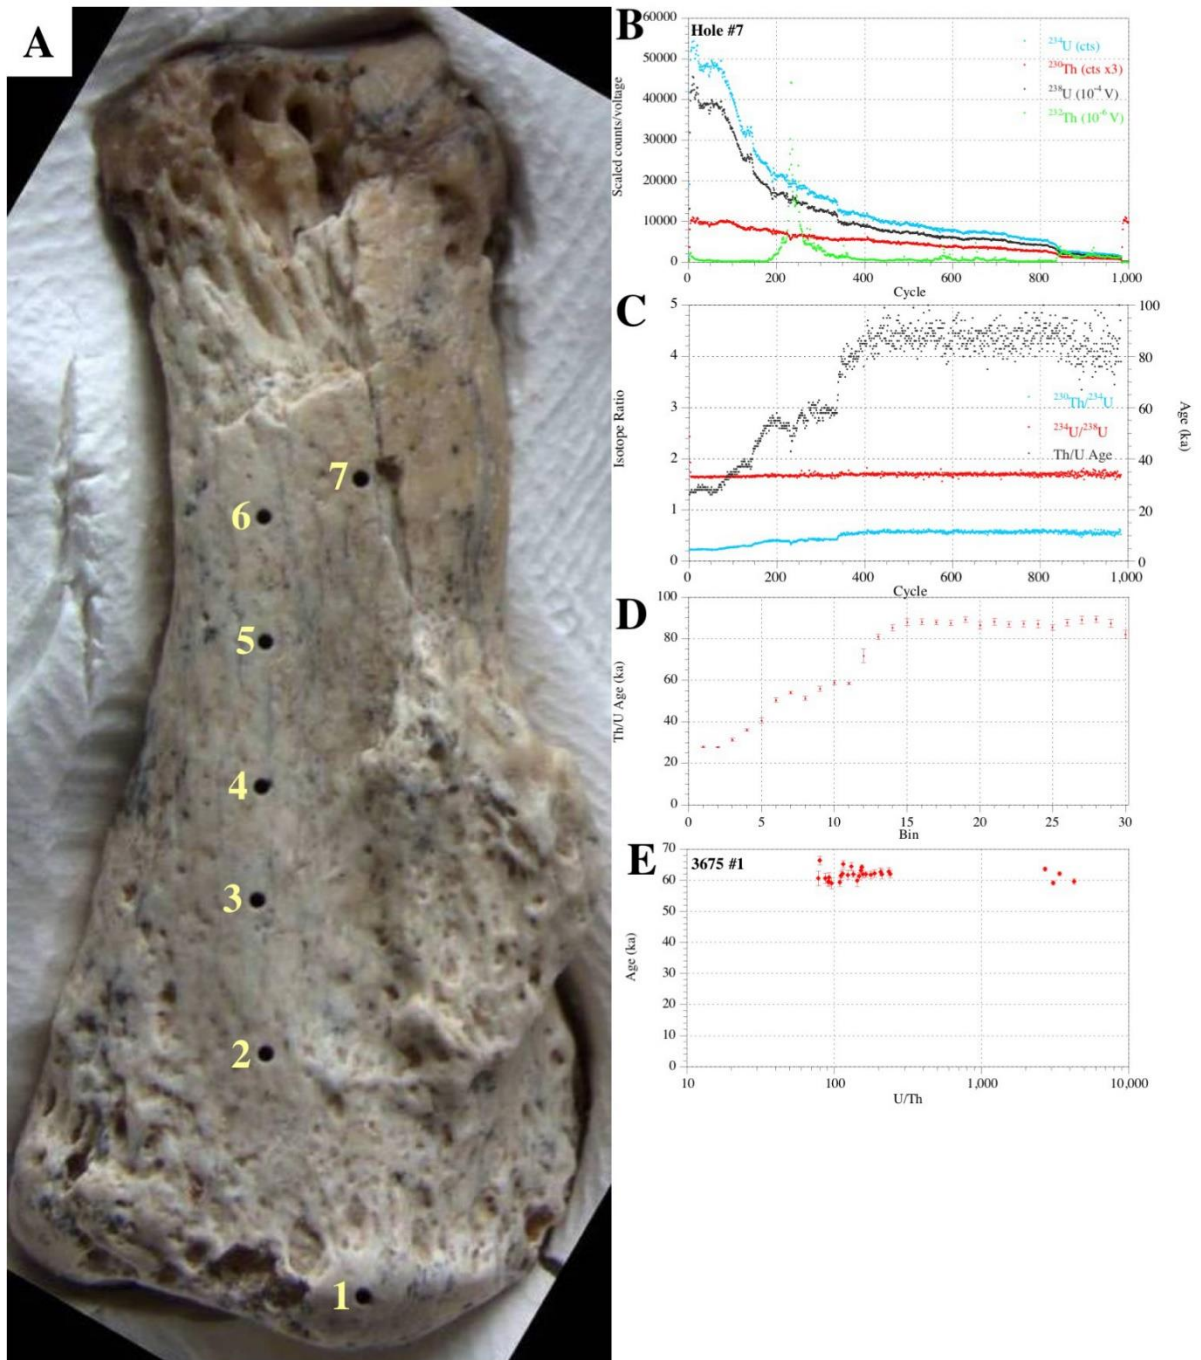 A
7
6
5
4
3
2
1
B
Hole #7
²³⁴U (cts)
²³⁰Th (cts x3)
²³⁸U (10⁻⁴ V)
²³²Th (10⁻⁶ V)
Scaled counts/voltage
60000
50000
40000
30000
20000
10000
0
0 200 400 600 800 1,000
Cycle
C
Isotope Ratio
5
4
3
2
1
0
100
80
60
40
20
0
Age (ka)
²³⁰Th/²³⁴U
²³⁴U/²³⁸U
Th/U Age
0 200 400 600 800 1,000
Cycle
D
Th/U Age (ka)
100
80
60
40
20
0
0 5 10 15 20 25 30
Bin
E
3675 #1
Age (ka)
70
60
50
40
30
20
10
0
10 100 1,000 10,000
U/Th